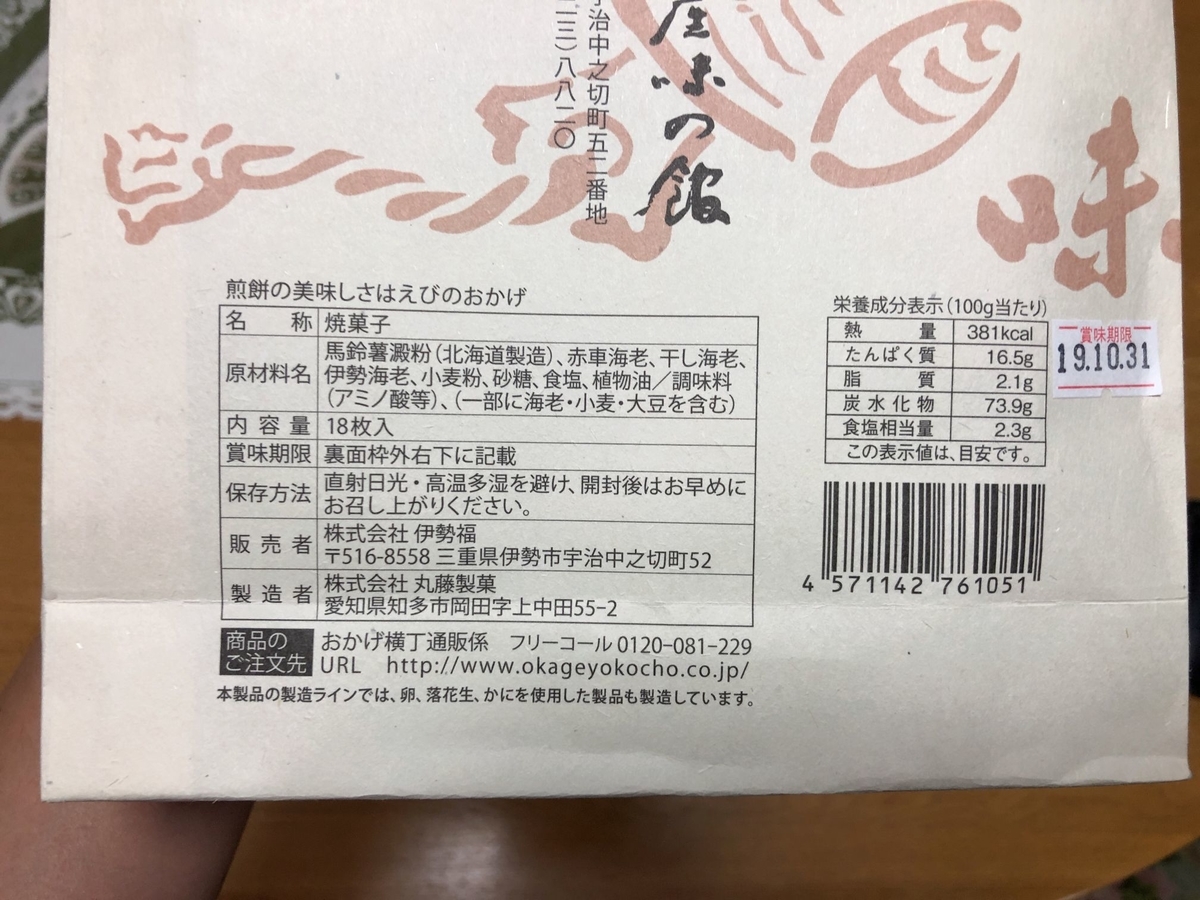 産味の館
宇治中之切町五二番地
二三）八八二〇
味
煎餅の美味しさはえびのおかげ
名　称 焼菓子
原材料名 馬鈴薯澱粉（北海道製造）、赤車海老、干し海老、
伊勢海老、小麦粉、砂糖、食塩、植物油／調味料
（アミノ酸等）、（一部に海老・小麦・大豆を含む）
内容量 18枚入
賞味期限 裏面枠外右下に記載
保存方法 直射日光・高温多湿を避け、開封後はお早めに
お召し上がりください。
販売者 株式会社 伊勢福
〒516-8558 三重県伊勢市宇治中之切町52
製造者 株式会社 丸藤製菓
愛知県知多市岡田字上中田55-2
商品の
ご注文先
おかげ横丁通販係　フリーコール 0120-081-229
URL　http://www.okageyokocho.co.jp/
本製品の製造ラインでは、卵、落花生、かにを使用した製品も製造しています。
栄養成分表示（100g当たり）
熱量 381kcal
たんぱく質 16.5g
脂質 2.1g
炭水化物 73.9g
食塩相当量 2.3g
この表示値は、目安です。
賞味期限
19.10.31
4 571142 761051